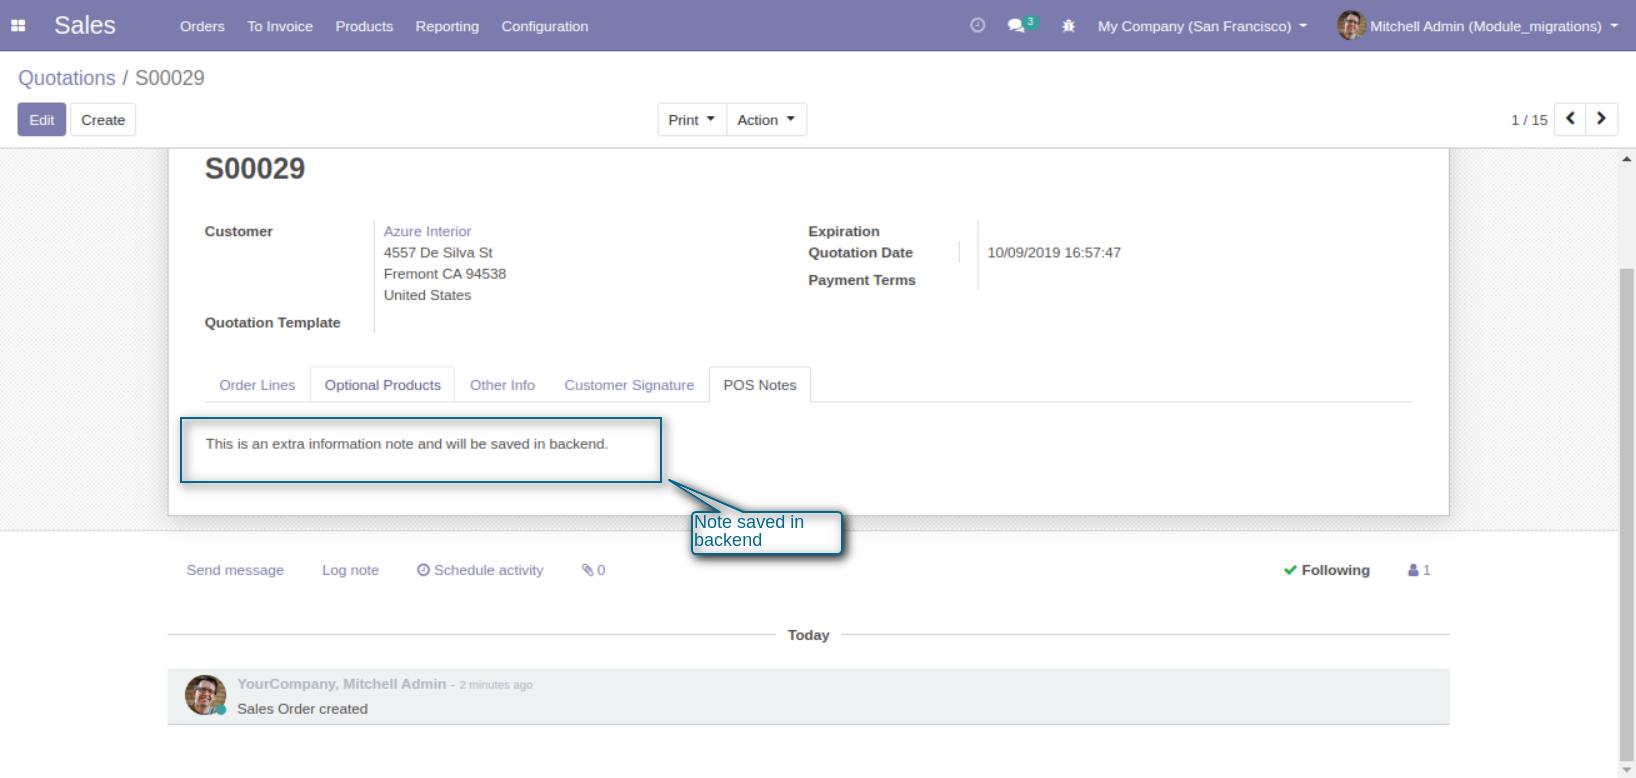 Sales Orders To Invoice Products Reporting Configuration 3 My Company (San Francisco) Mitchell Admin (Module_migrations)
Quotations / S00029
Edit Create Print Action 1 / 15
S00029
Customer Azure Interior
4557 De Silva St
Fremont CA 94538
United States
Quotation Template
Expiration
Quotation Date 10/09/2019 16:57:47
Payment Terms
Order Lines Optional Products Other Info Customer Signature POS Notes
This is an extra information note and will be saved in backend.
Note saved in
backend
Send message Log note Schedule activity 0 Following 1
Today
YourCompany, Mitchell Admin - 2 minutes ago
Sales Order created